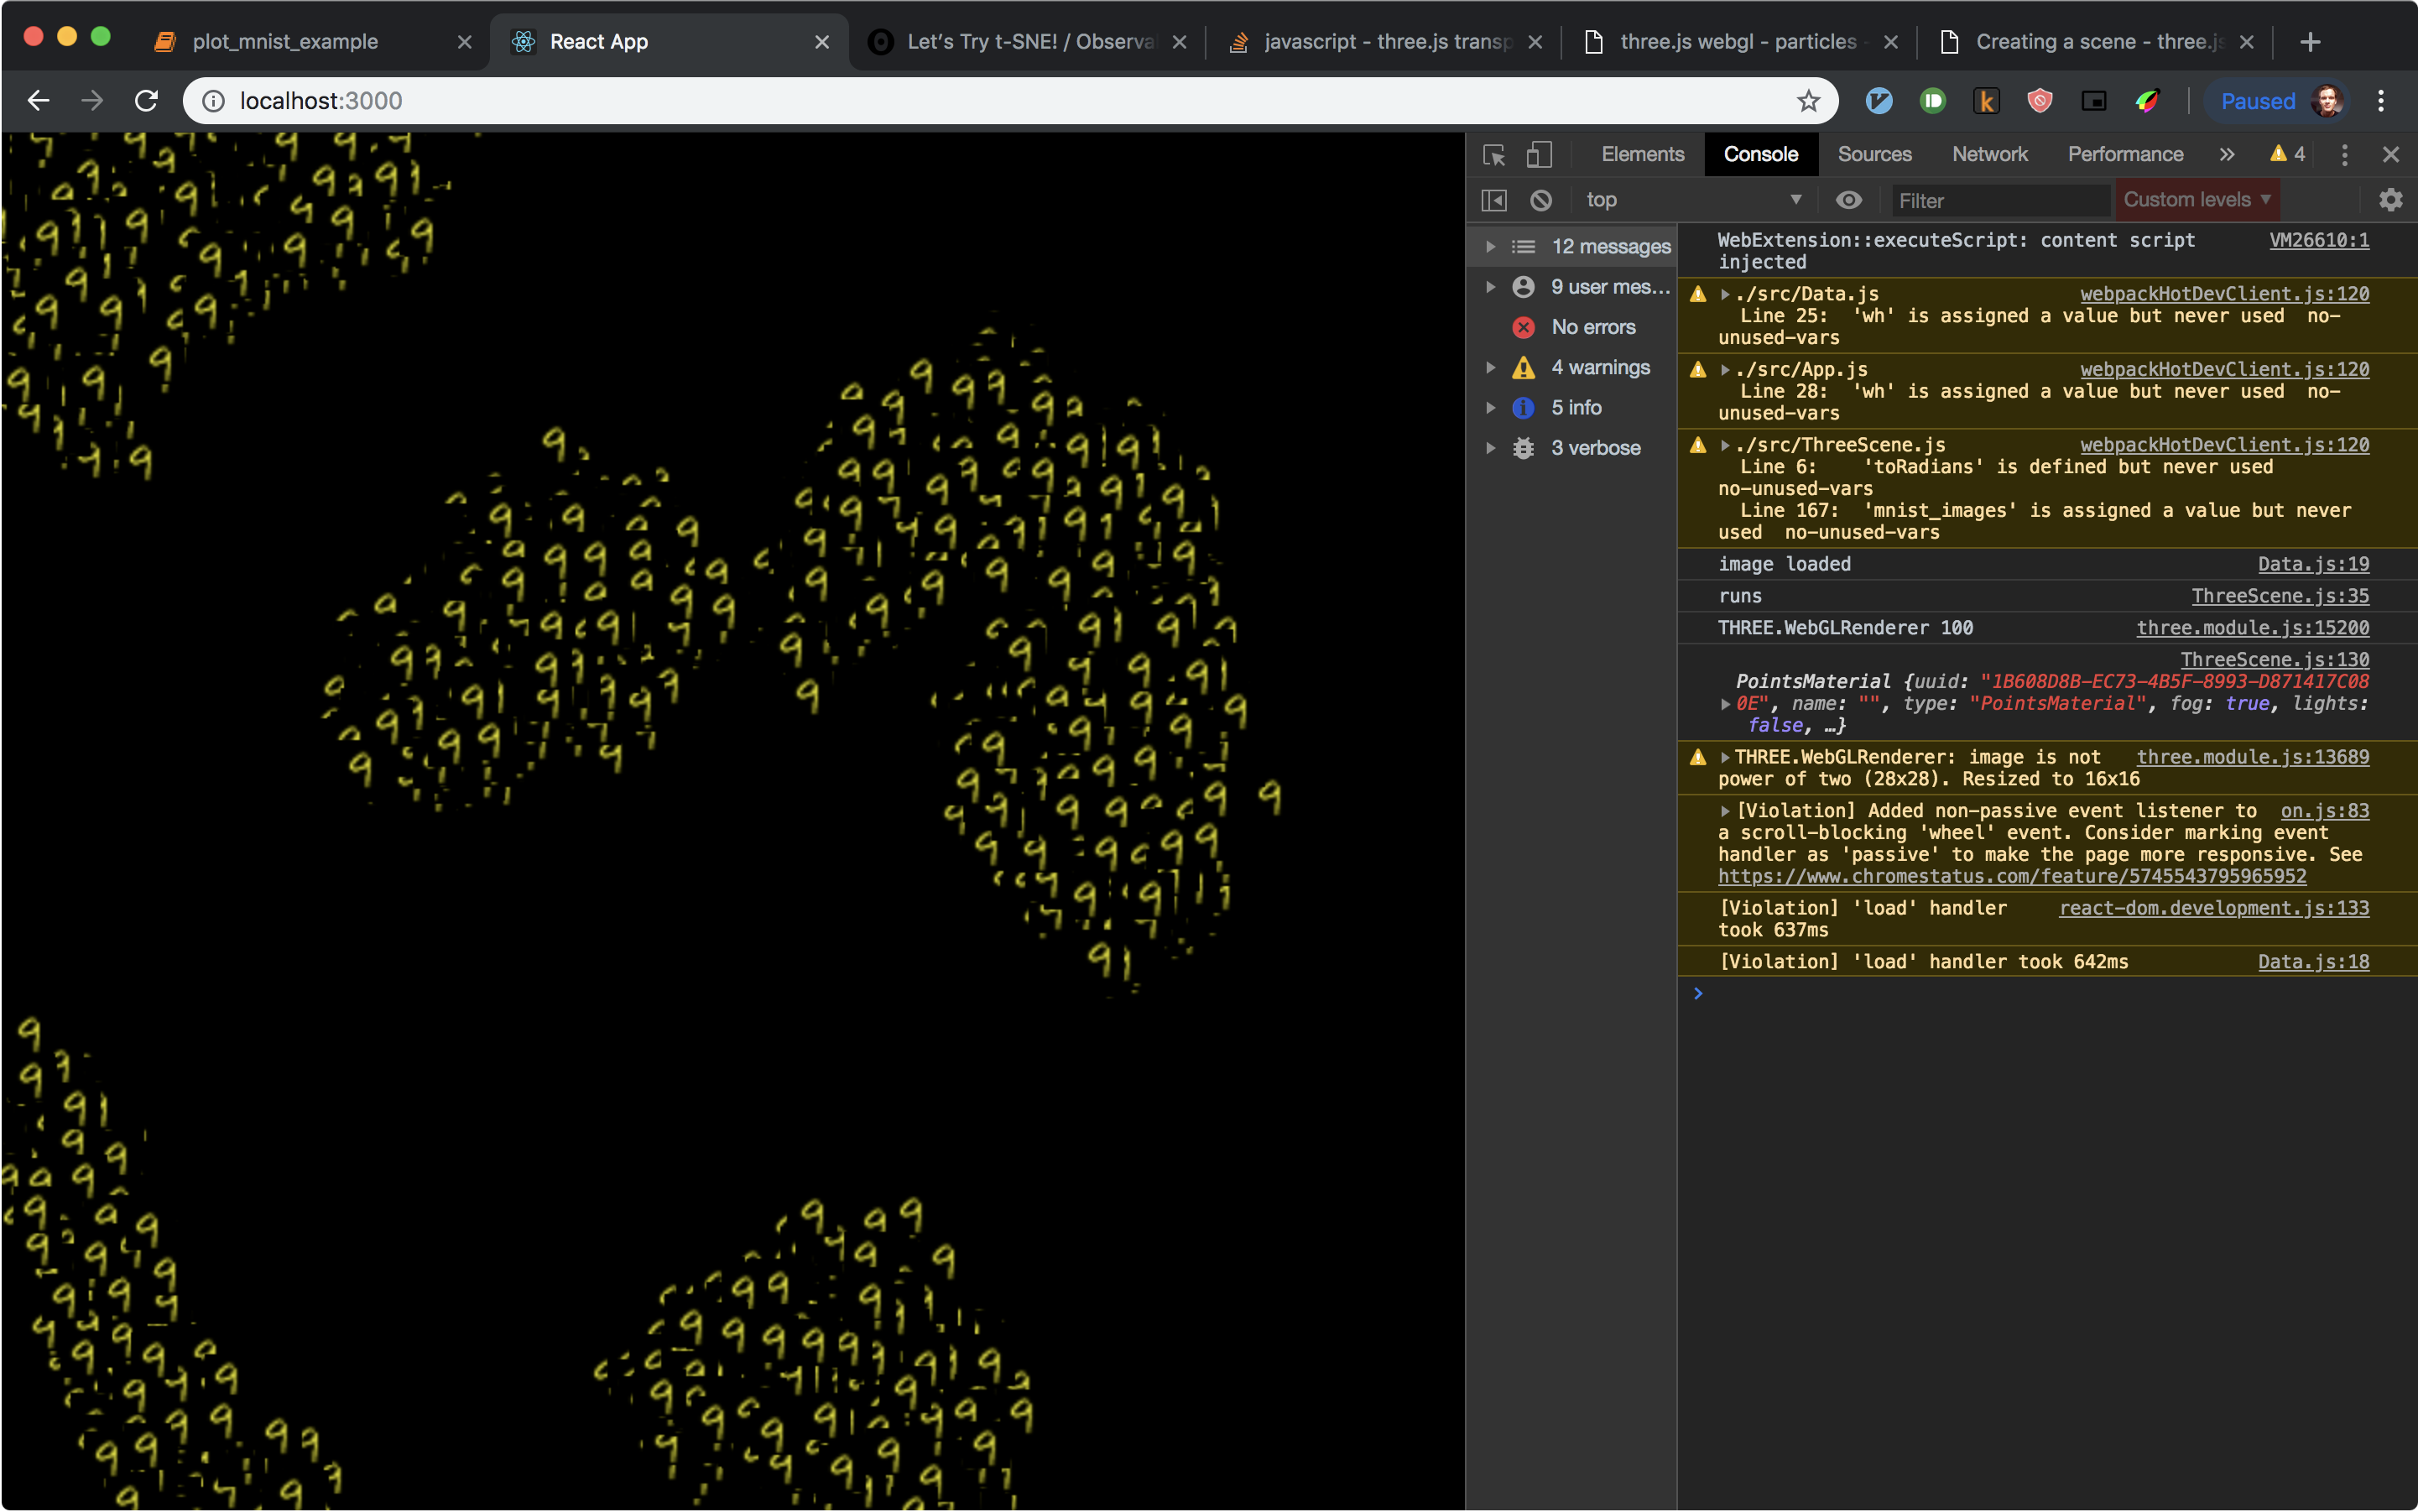 plot_mnist_example
React App
Let's Try t-SNE! / Observa
javascript - three.js transp
three.js webgl - particles -
Creating a scene - three.js
localhost:3000
Paused
Elements Console Sources Network Performance 4
top Filter Custom levels
12 messages
9 user mes...
No errors
4 warnings
5 info
3 verbose
WebExtension::executeScript: content script VM26610:1
injected
./src/Data.js webpackHotDevClient.js:120
Line 25: 'wh' is assigned a value but never used no-
unused-vars
./src/App.js webpackHotDevClient.js:120
Line 28: 'wh' is assigned a value but never used no-
unused-vars
./src/ThreeScene.js webpackHotDevClient.js:120
Line 6: 'toRadians' is defined but never used
no-unused-vars
Line 167: 'mnist_images' is assigned a value but never
used no-unused-vars
image loaded Data.js:19
runs ThreeScene.js:35
THREE.WebGLRenderer 100 three.module.js:15200
ThreeScene.js:130
PointsMaterial {uuid: "1B608D8B-EC73-4B5F-8993-D871417C08
0E", name: "", type: "PointsMaterial", fog: true, lights:
false, …}
THREE.WebGLRenderer: image is not three.module.js:13689
power of two (28x28). Resized to 16x16
[Violation] Added non-passive event listener to on.js:83
a scroll-blocking 'wheel' event. Consider marking event
handler as 'passive' to make the page more responsive. See
https://www.chromestatus.com/feature/5745543795965952
[Violation] 'load' handler react-dom.development.js:133
took 637ms
[Violation] 'load' handler took 642ms Data.js:18